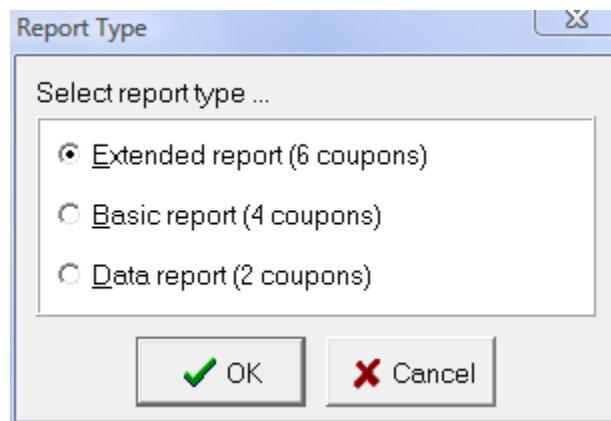 Report Type
Select report type ...
Extended report (6 coupons)
Basic report (4 coupons)
Data report (2 coupons)
OK
Cancel